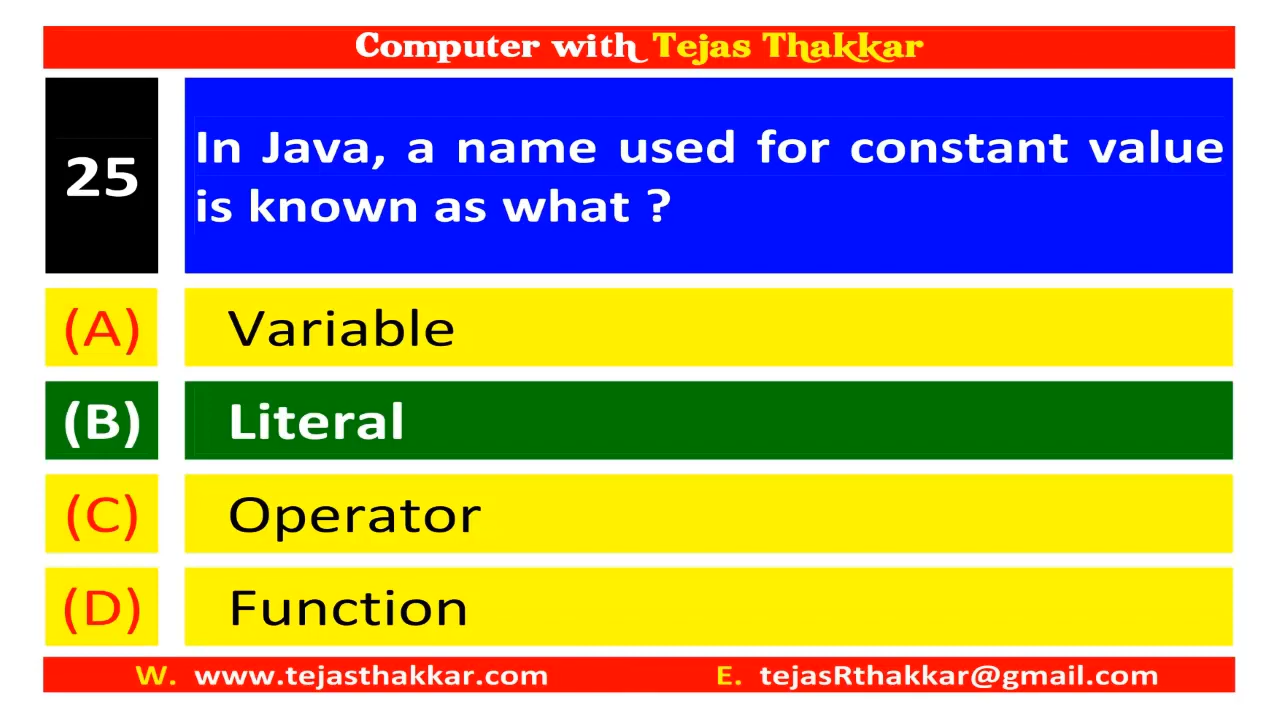 Computer with Tejas Thakkar
25
In Java, a name used for constant value
is known as what ?
(A) Variable
(B) Literal
(C) Operator
(D) Function
W. www.tejasthakkar.com E. tejasRthakkar@gmail.com